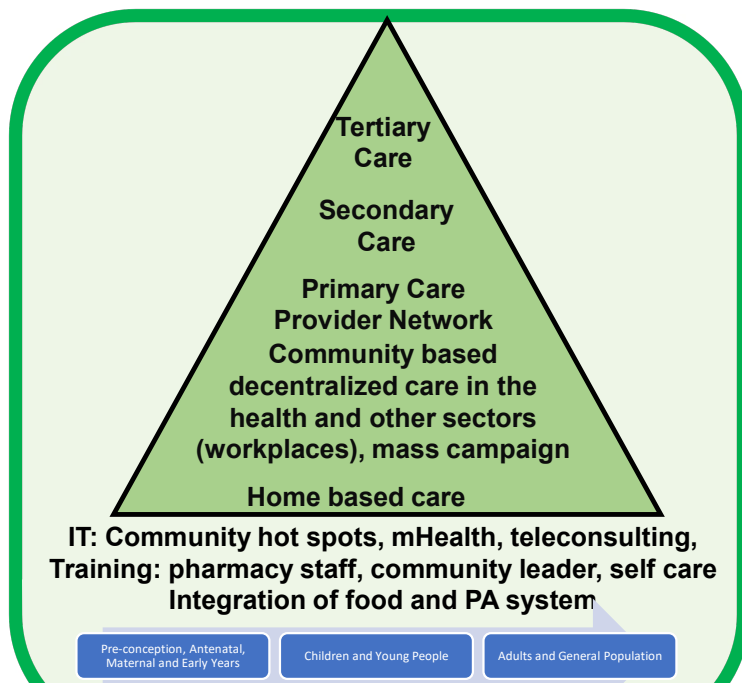 Tertiary
Care
Secondary
Care
Primary Care
Provider Network
Community based
decentralized care in the
health and other sectors
(workplaces), mass campaign
Home based care
IT: Community hot spots, mHealth, teleconsulting,
Training: pharmacy staff, community leader, self care
Integration of food and PA system
Pre-conception, Antenatal,
Maternal and Early Years
Children and Young People
Adults and General Population